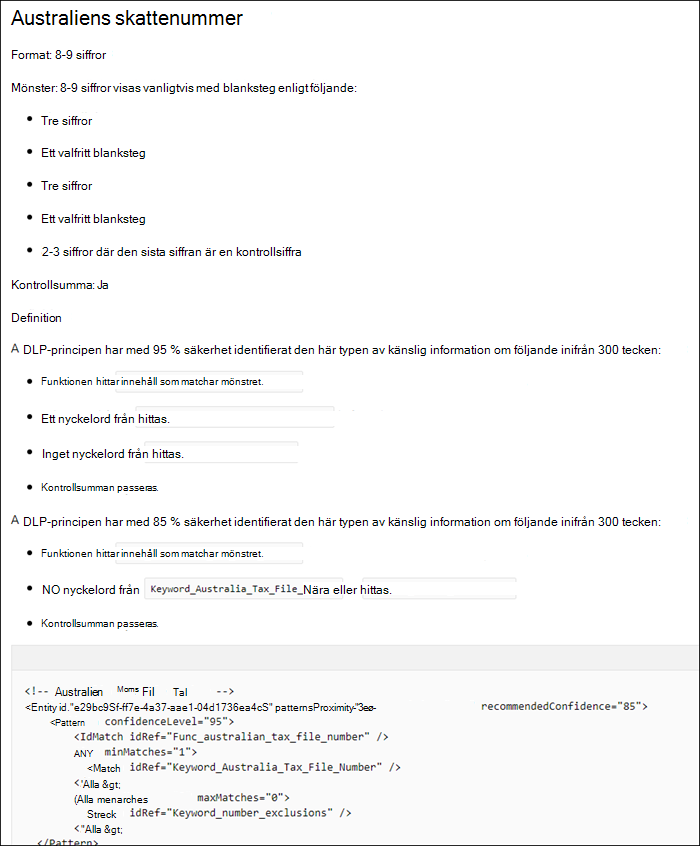 Australiens skattenummer
Format: 8-9 siffror
Mönster: 8-9 siffror visas vanligtvis med blanksteg enligt följande:
• Tre siffror
• Ett valfritt blanksteg
• Tre siffror
• Ett valfritt blanksteg
• 2-3 siffror där den sista siffran är en kontrollsiffra
Kontrollsumma: Ja
Definition
A DLP-principen har med 95 % säkerhet identifierat den här typen av känslig information om följande inifrån 300 tecken:
• Funktionen hittar innehåll som matchar mönstret.
• Ett nyckelord från hittas.
• Inget nyckelord från hittas.
• Kontrollsumman passeras.
A DLP-principen har med 85 % säkerhet identifierat den här typen av känslig information om följande inifrån 300 tecken:
• Funktionen hittar innehåll som matchar mönstret.
• NO nyckelord från Keyword_Australia_Tax_File_Nära eller hittas.
• Kontrollsumman passeras.
<!-- Australien Moms Fil Tal -->
<Entity id."e29bc9Sf-ff7e-4a37-aae1-04d1736ea4cS" patternsProximity-"3eø- recommendedConfidence="85">
<Pattern confidenceLevel="95">
<IdMatch idRef="Func_australian_tax_file_number" />
ANY minMatches="1">
<Match idRef="Keyword_Australia_Tax_File_Number" />
<'Alla &gt;
(Alla menarches maxMatches="0">
Streck idRef="Keyword_number_exclusions" />
<"Alla &gt;
</Pattern>